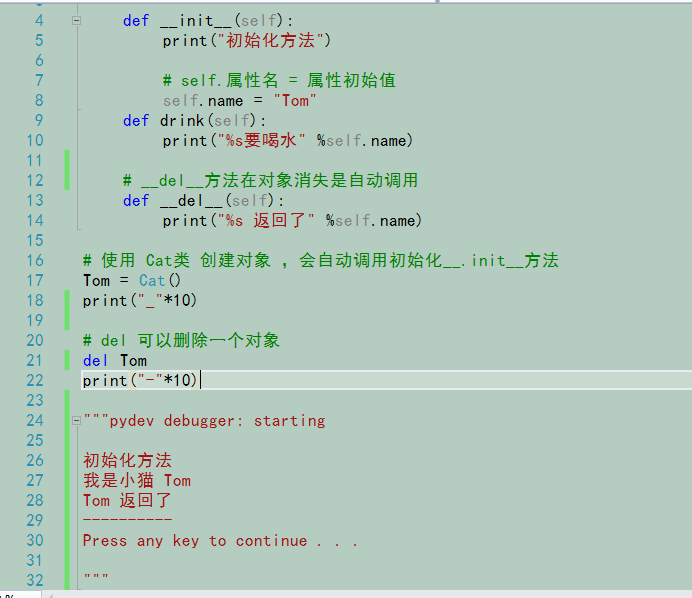 4 def __init__(self):
5 print("初始化方法")
6
7 # self.属性名 = 属性初始值
8 self.name = "Tom"
9 def drink(self):
10 print("%s要喝水" %self.name)
11
12 # __del__方法在对象消失是自动调用
13 def __del__(self):
14 print("%s 返回了" %self.name)
15
16 # 使用 Cat类 创建对象 ，会自动调用初始化__.init__方法
17 Tom = Cat()
18 print("_"*10)
19
20 # del 可以删除一个对象
21 del Tom
22 print("-"*10)
23
24 """pydev debugger: starting
25
26 初始化方法
27 我是小猫 Tom
28 Tom 返回了
29 ----------
30 Press any key to continue . . .
31
32 """